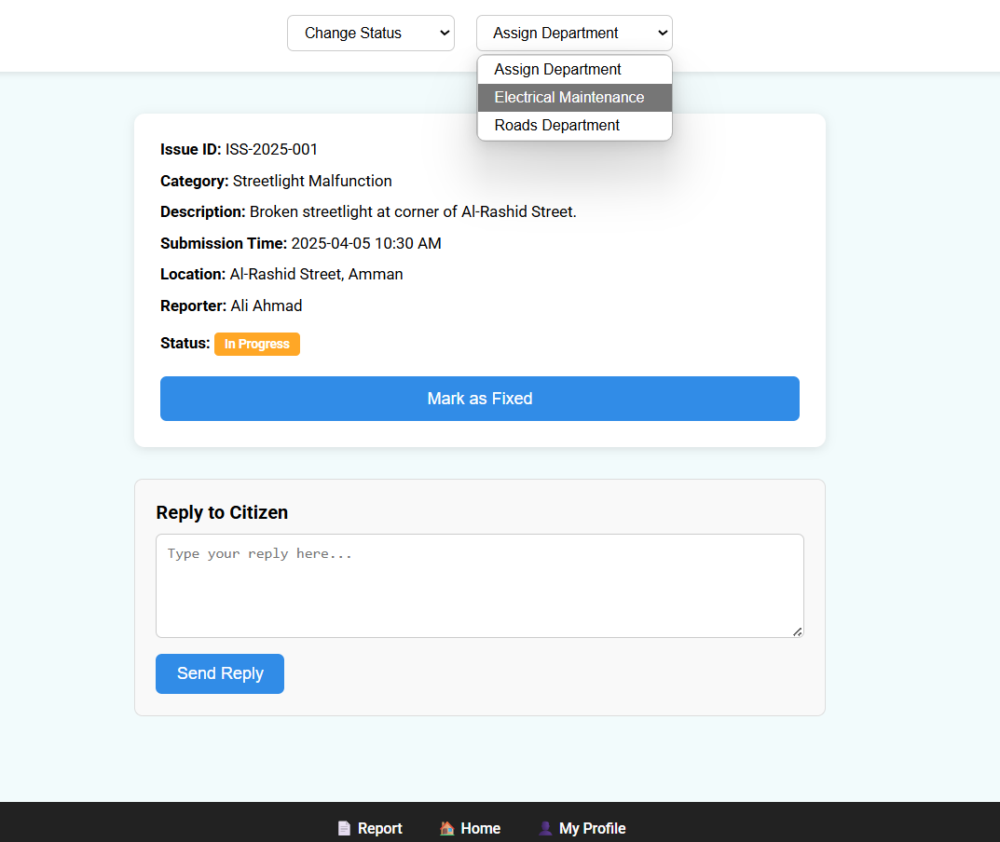 Change Status Assign Department
Assign Department
Electrical Maintenance
Roads Department
Issue ID: ISS-2025-001
Category: Streetlight Malfunction
Description: Broken streetlight at corner of Al-Rashid Street.
Submission Time: 2025-04-05 10:30 AM
Location: Al-Rashid Street, Amman
Reporter: Ali Ahmad
Status: In Progress
Mark as Fixed
Reply to Citizen
Type your reply here...
Send Reply
Report Home My Profile